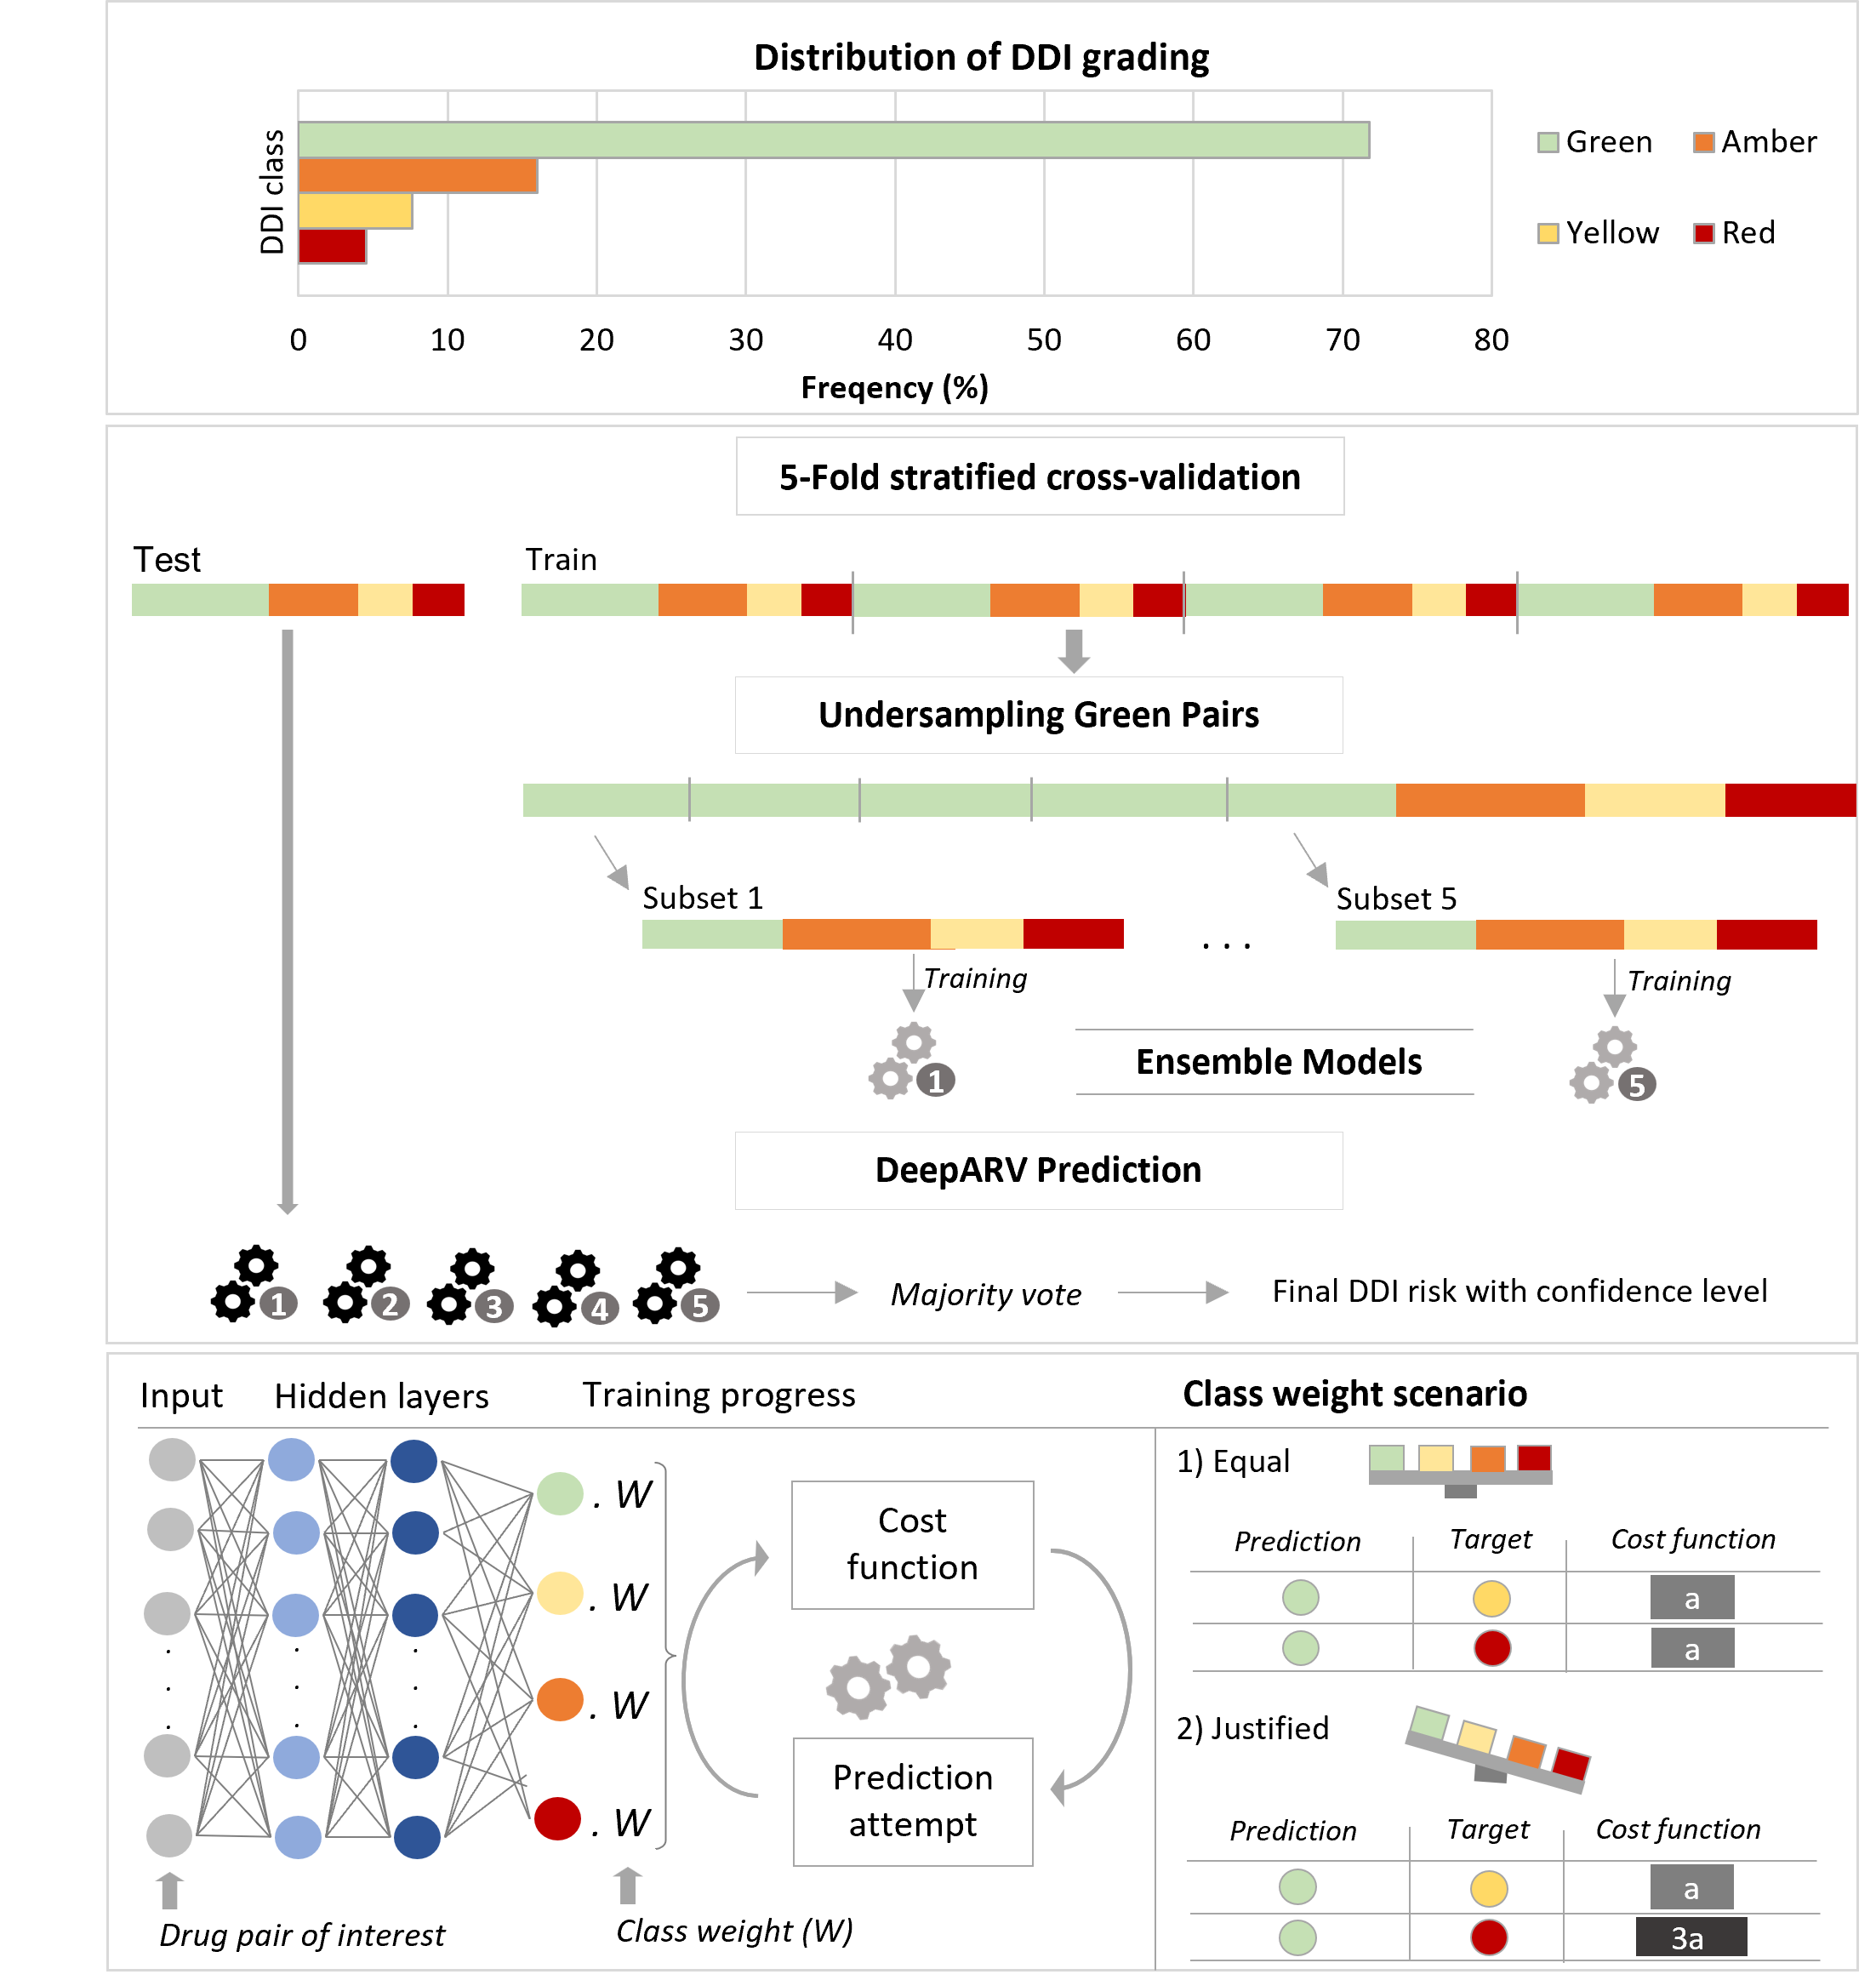 Distribution of DDI grading
DDI class
Green
Amber
Yellow
Red
0 10 20 30 40 50 60 70 80
Freqency (%)
5-Fold stratified cross-validation
Test
Train
Undersampling Green Pairs
Subset 1
Subset 5
. . .
Training
Training
1
Ensemble Models
5
DeepARV Prediction
1 2 3 4 5
Majority vote
Final DDI risk with confidence level
Input
Hidden layers
Training progress
. W
. W
. W
. W
Cost
function
Prediction
attempt
Drug pair of interest
Class weight (W)
Class weight scenario
1) Equal
Prediction Target Cost function
a
a
2) Justified
Prediction Target Cost function
a
3a